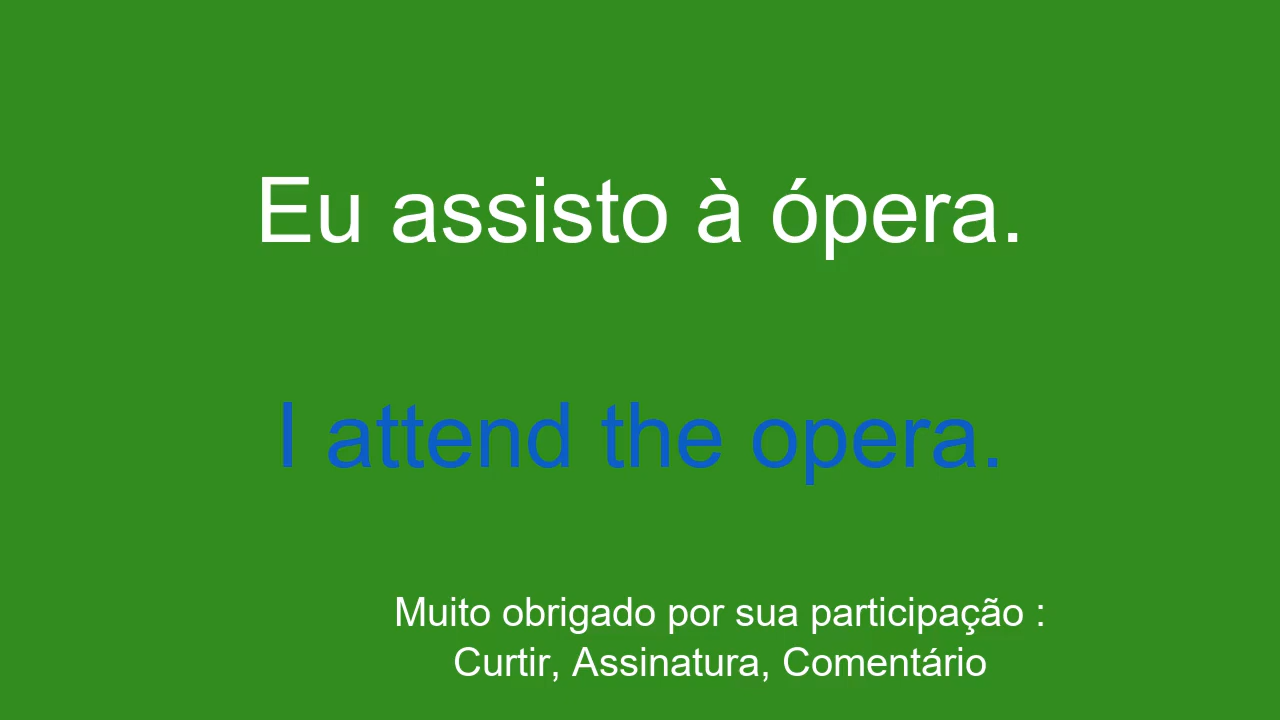 Eu assisto à ópera.
I attend the opera.
Muito obrigado por sua participação :
Curtir, Assinatura, Comentário